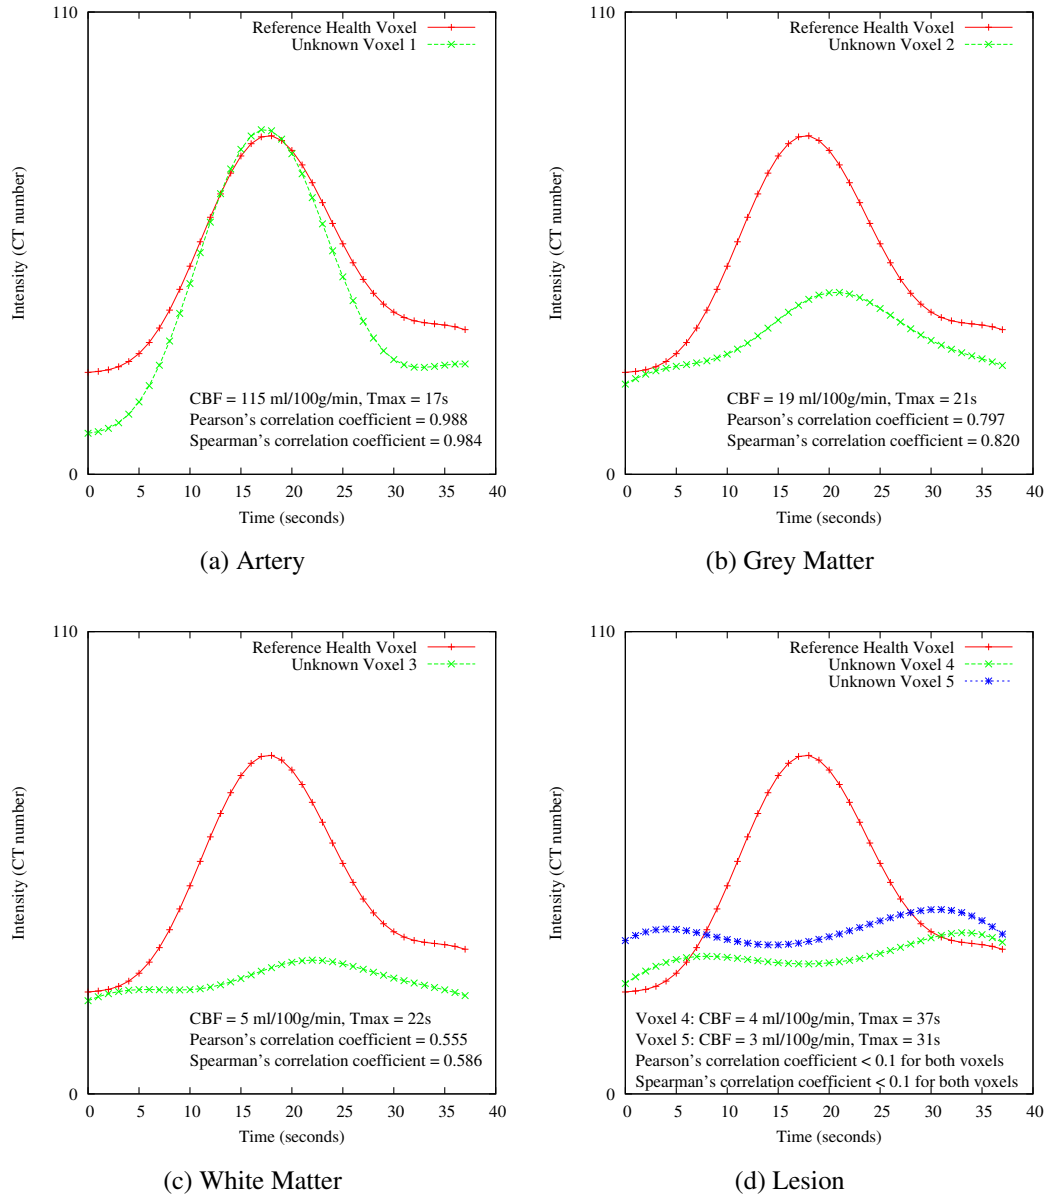 110
Reference Health Voxel
Unknown Voxel 1
Intensity (CT number)
CBF = 115 ml/100g/min, Tmax = 17s
Pearson's correlation coefficient = 0.988
Spearman's correlation coefficient = 0.984
0
0 5 10 15 20 25 30 35 40
Time (seconds)
(a) Artery
110
Reference Health Voxel
Unknown Voxel 2
Intensity (CT number)
CBF = 19 ml/100g/min, Tmax = 21s
Pearson's correlation coefficient = 0.797
Spearman's correlation coefficient = 0.820
0
0 5 10 15 20 25 30 35 40
Time (seconds)
(b) Grey Matter
110
Reference Health Voxel
Unknown Voxel 3
Intensity (CT number)
CBF = 5 ml/100g/min, Tmax = 22s
Pearson's correlation coefficient = 0.555
Spearman's correlation coefficient = 0.586
0
0 5 10 15 20 25 30 35 40
Time (seconds)
(c) White Matter
110
Reference Health Voxel
Unknown Voxel 4
Unknown Voxel 5
Intensity (CT number)
Voxel 4: CBF = 4 ml/100g/min, Tmax = 37s
Voxel 5: CBF = 3 ml/100g/min, Tmax = 31s
Pearson's correlation coefficient < 0.1 for both voxels
Spearman's correlation coefficient < 0.1 for both voxels
0
0 5 10 15 20 25 30 35 40
Time (seconds)
(d) Lesion